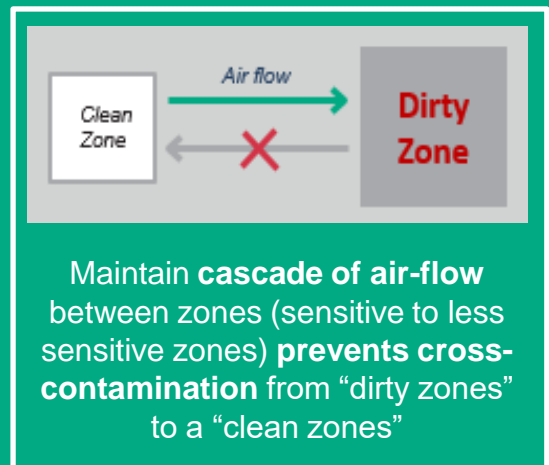 Air flow
Clean
Zone
Dirty
Zone
Maintain cascade of air-flow
between zones (sensitive to less
sensitive zones) prevents cross-
contamination from “dirty zones”
to a “clean zones”